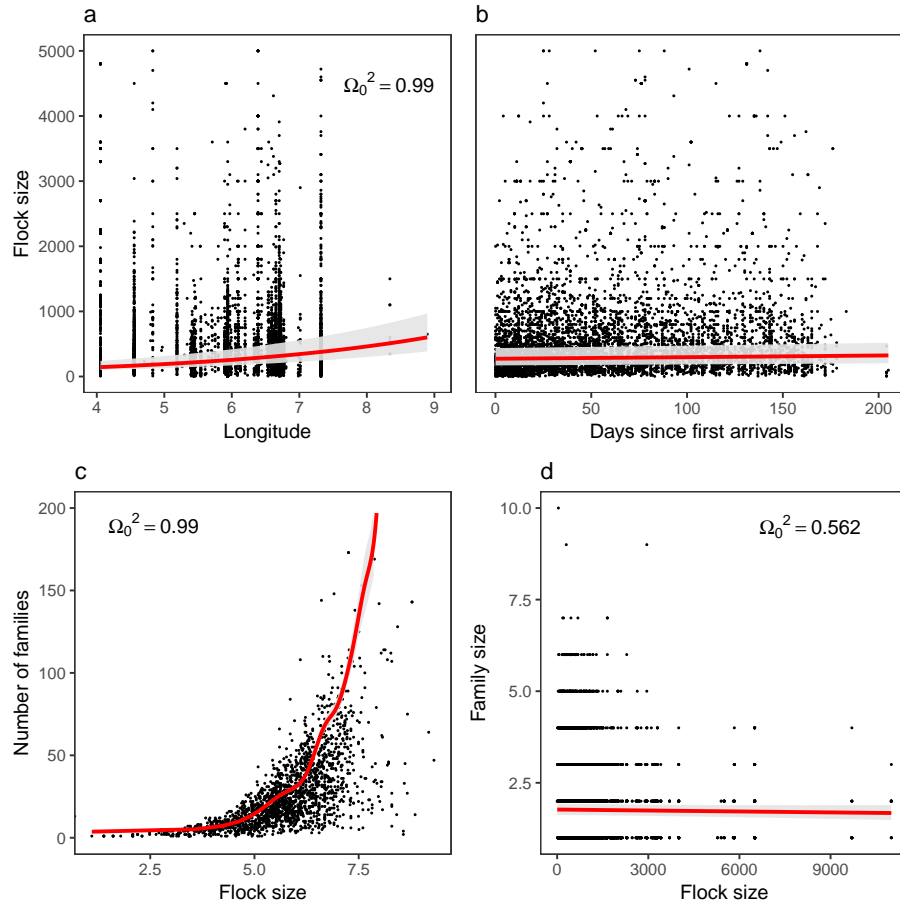 a
Ω₀² = 0.99
Flock size
5000
4000
3000
2000
1000
0
4 5 6 7 8 9
Longitude
b
0 50 100 150 200
Days since first arrivals
c
Ω₀² = 0.99
Number of families
200
150
100
50
0
2.5 5.0 7.5
Flock size
d
Ω₀² = 0.562
Family size
10.0
7.5
5.0
2.5
0 3000 6000 9000
Flock size